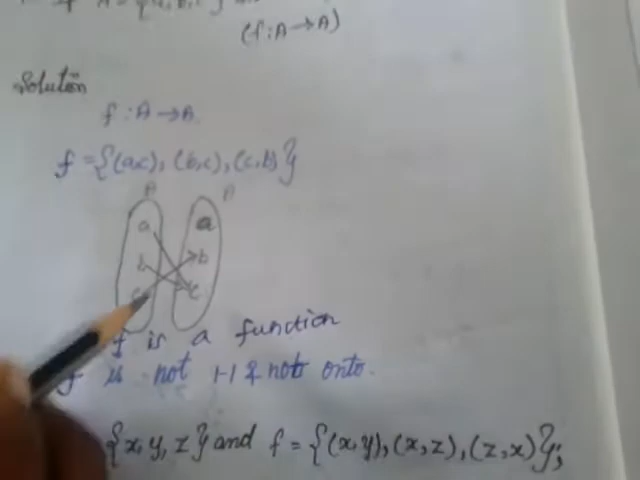 (f : A → A)
Solution
f : A → A
f = {(a,c), (b,c), (c,b)}
A A
a a
b b
c c
f is a function
f is not 1-1 & not onto.
{x, y, z} and f = {(x,y), (x,z), (z,x)};